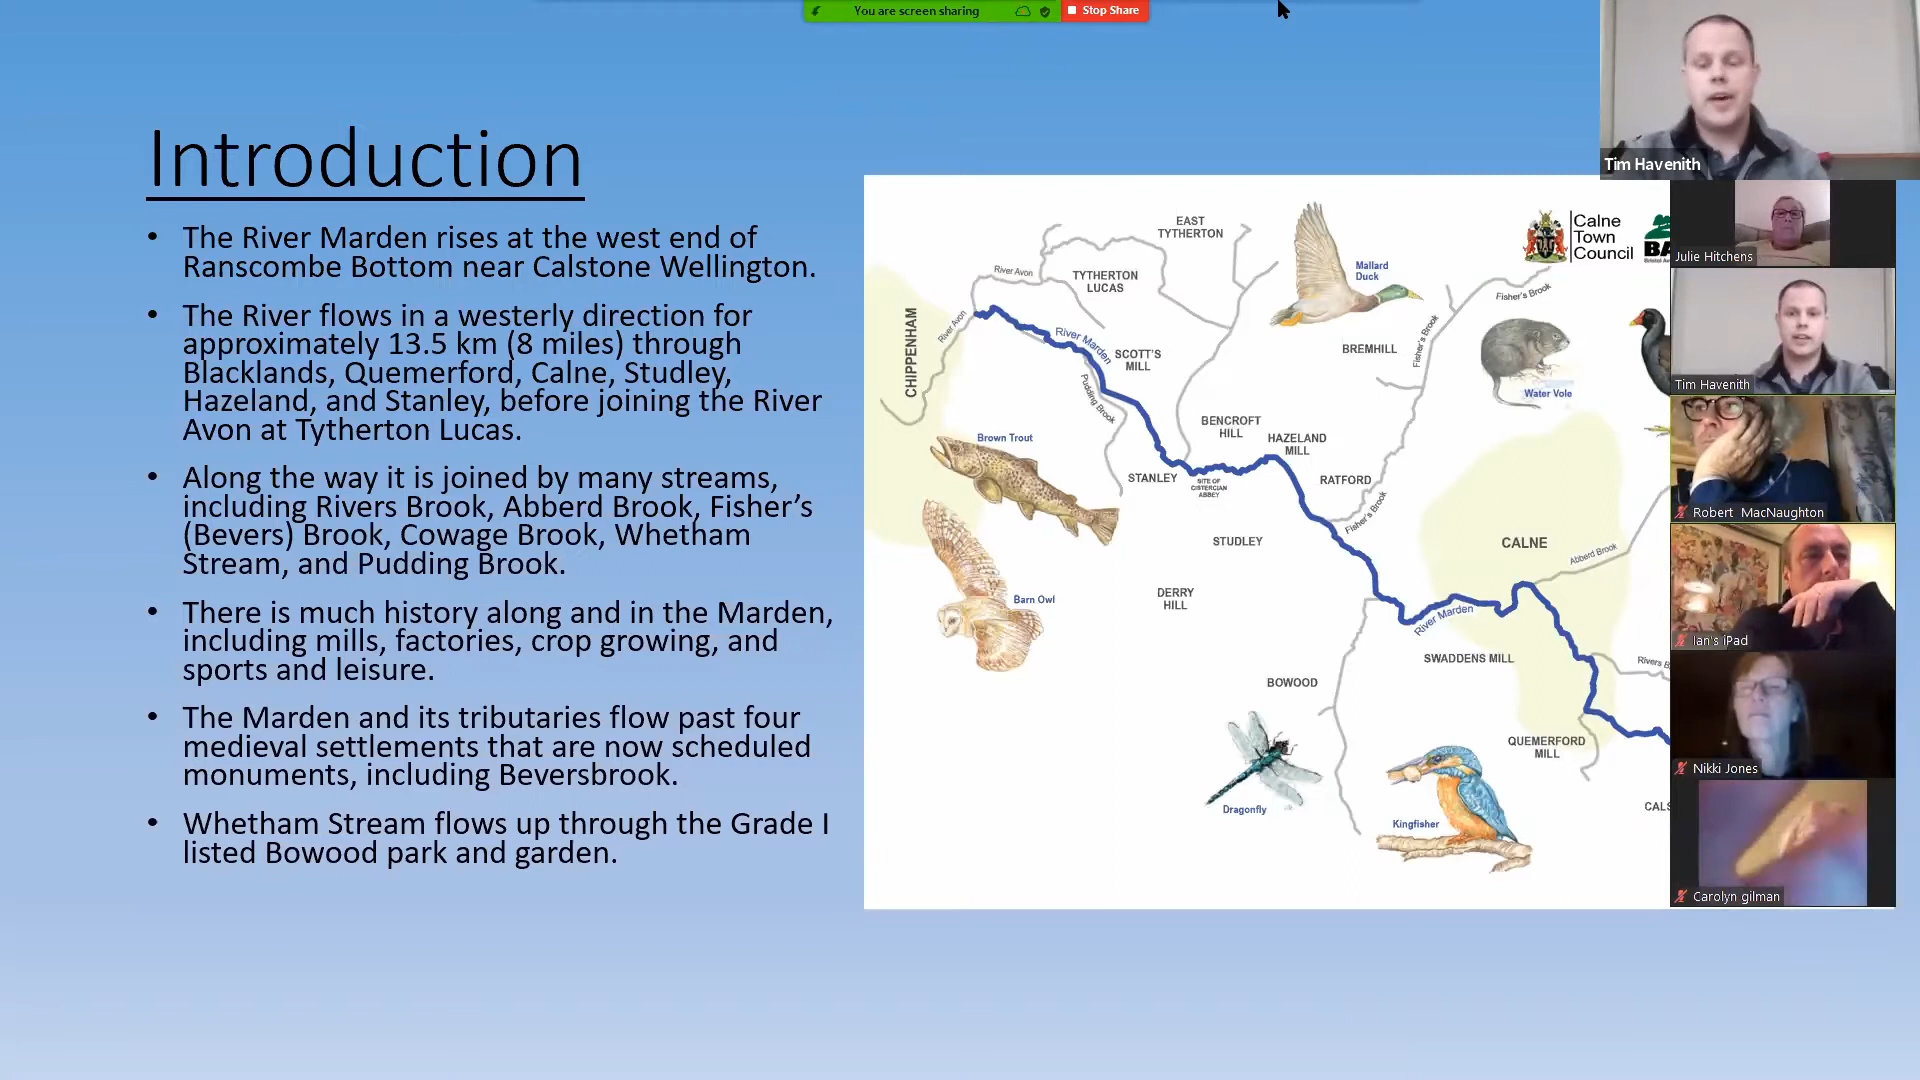 You are screen sharing
Stop Share
Introduction
• The River Marden rises at the west end of
Ranscombe Bottom near Calstone Wellington.
• The River flows in a westerly direction for
approximately 13.5 km (8 miles) through
Blacklands, Quemerford, Calne, Studley,
Hazeland, and Stanley, before joining the River
Avon at Tytherton Lucas.
• Along the way it is joined by many streams,
including Rivers Brook, Abberd Brook, Fisher’s
(Bevers) Brook, Cowage Brook, Whetham
Stream, and Pudding Brook.
• There is much history along and in the Marden,
including mills, factories, crop growing, and
sports and leisure.
• The Marden and its tributaries flow past four
medieval settlements that are now scheduled
monuments, including Beversbrook.
• Whetham Stream flows up through the Grade I
listed Bowood park and garden.
EAST
TYTHERTON
Calne
Town
Council
BA
River Avon
TYTHERTON
LUCAS
Mallard
Duck
Fisher's Brook
CHIPPENHAM
River Avon
River Marden
SCOTT'S
MILL
BREMHILL
Fisher's Brook
Water Vole
Pudding Brook
Brown Trout
BENCROFT
HILL
HAZELAND
MILL
STANLEY
SITE OF
CISTERCIAN
ABBEY
RATFORD
Fisher's Brook
STUDLEY
CALNE
Abberd Brook
DERRY
HILL
Barn Owl
River Marden
SWADDENS MILL
Rivers B
BOWOOD
QUEMERFORD
MILL
Dragonfly
Kingfisher
CALS
Tim Havenith
Julie Hitchens
Tim Havenith
Robert MacNaughton
Ian's iPad
Nikki Jones
Carolyn gilman